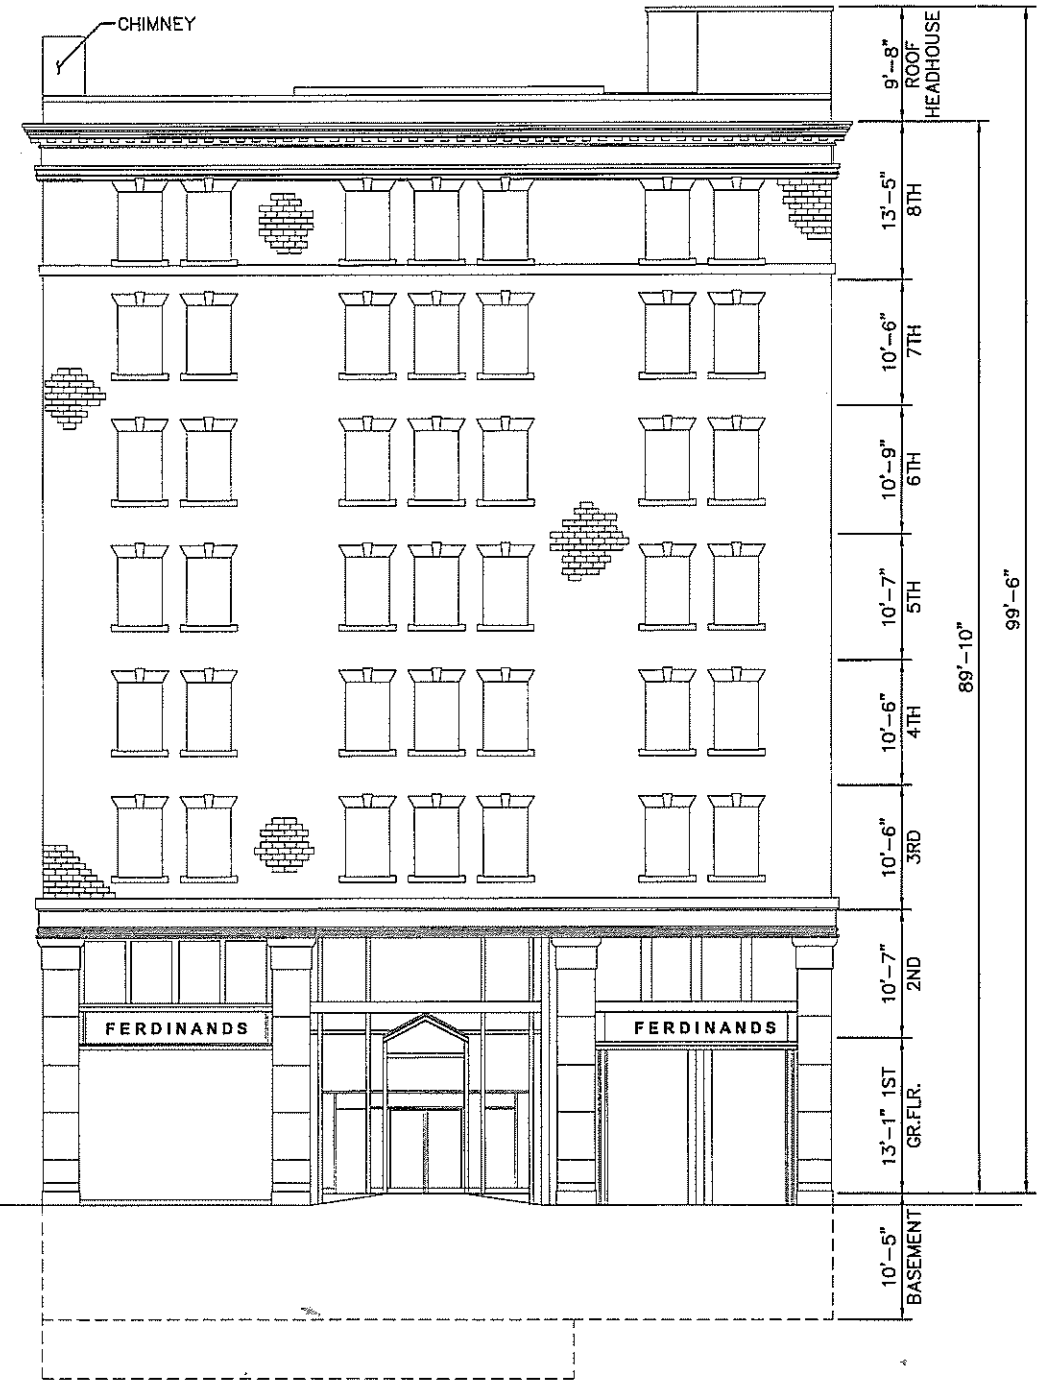 CHIMNEY
9'-8"
ROOF
HEADHOUSE
13'-5"
8TH
10'-6"
7TH
10'-9"
6TH
10'-7"
5TH
10'-6"
4TH
10'-6"
3RD
10'-7"
2ND
13'-1" 1ST
GR.FLR.
10'-5"
BASEMENT
89'-10"
99'-6"
FERDINANDS
FERDINANDS